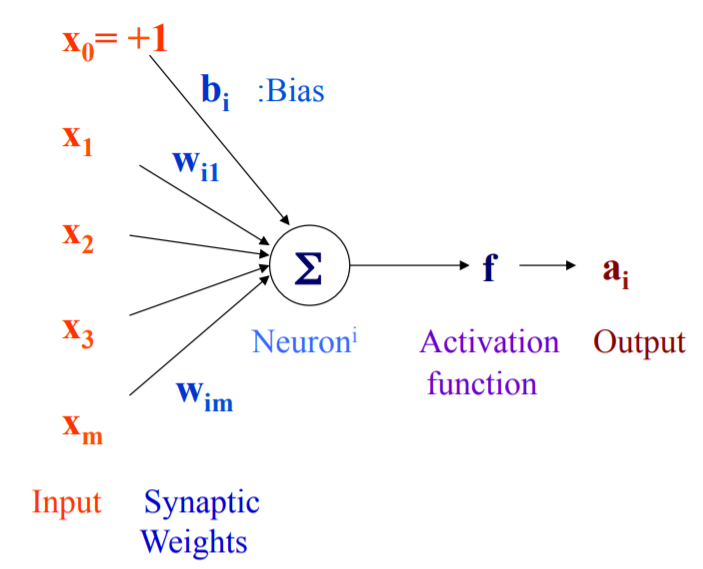 x₀= +1
bᵢ :Bias
x₁
wᵢ₁
x₂
Σ
f
aᵢ
x₃
Neuronⁱ
Activation
function
Output
wᵢₘ
xₘ
Input
Synaptic
Weights